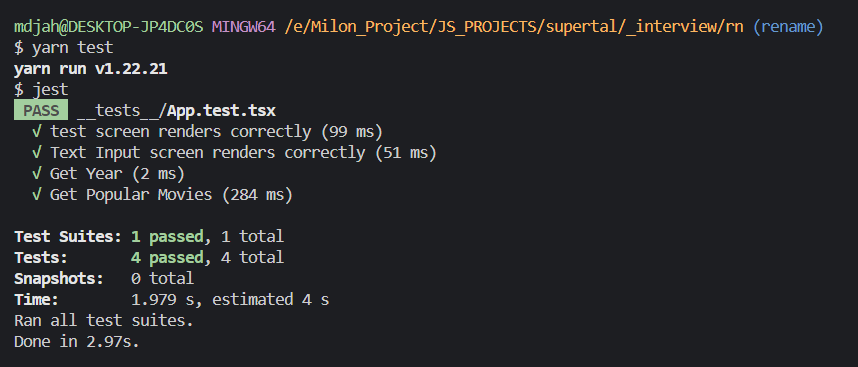 mdjah@DESKTOP-JP4DC0S MINGW64 /e/Milon_Project/JS_PROJECTS/supertal/_interview/rn (rename)
$ yarn test
yarn run v1.22.21
$ jest
PASS __tests__/App.test.tsx
√ test screen renders correctly (99 ms)
√ Text Input screen renders correctly (51 ms)
√ Get Year (2 ms)
√ Get Popular Movies (284 ms)
Test Suites: 1 passed, 1 total
Tests: 4 passed, 4 total
Snapshots: 0 total
Time: 1.979 s, estimated 4 s
Ran all test suites.
Done in 2.97s.